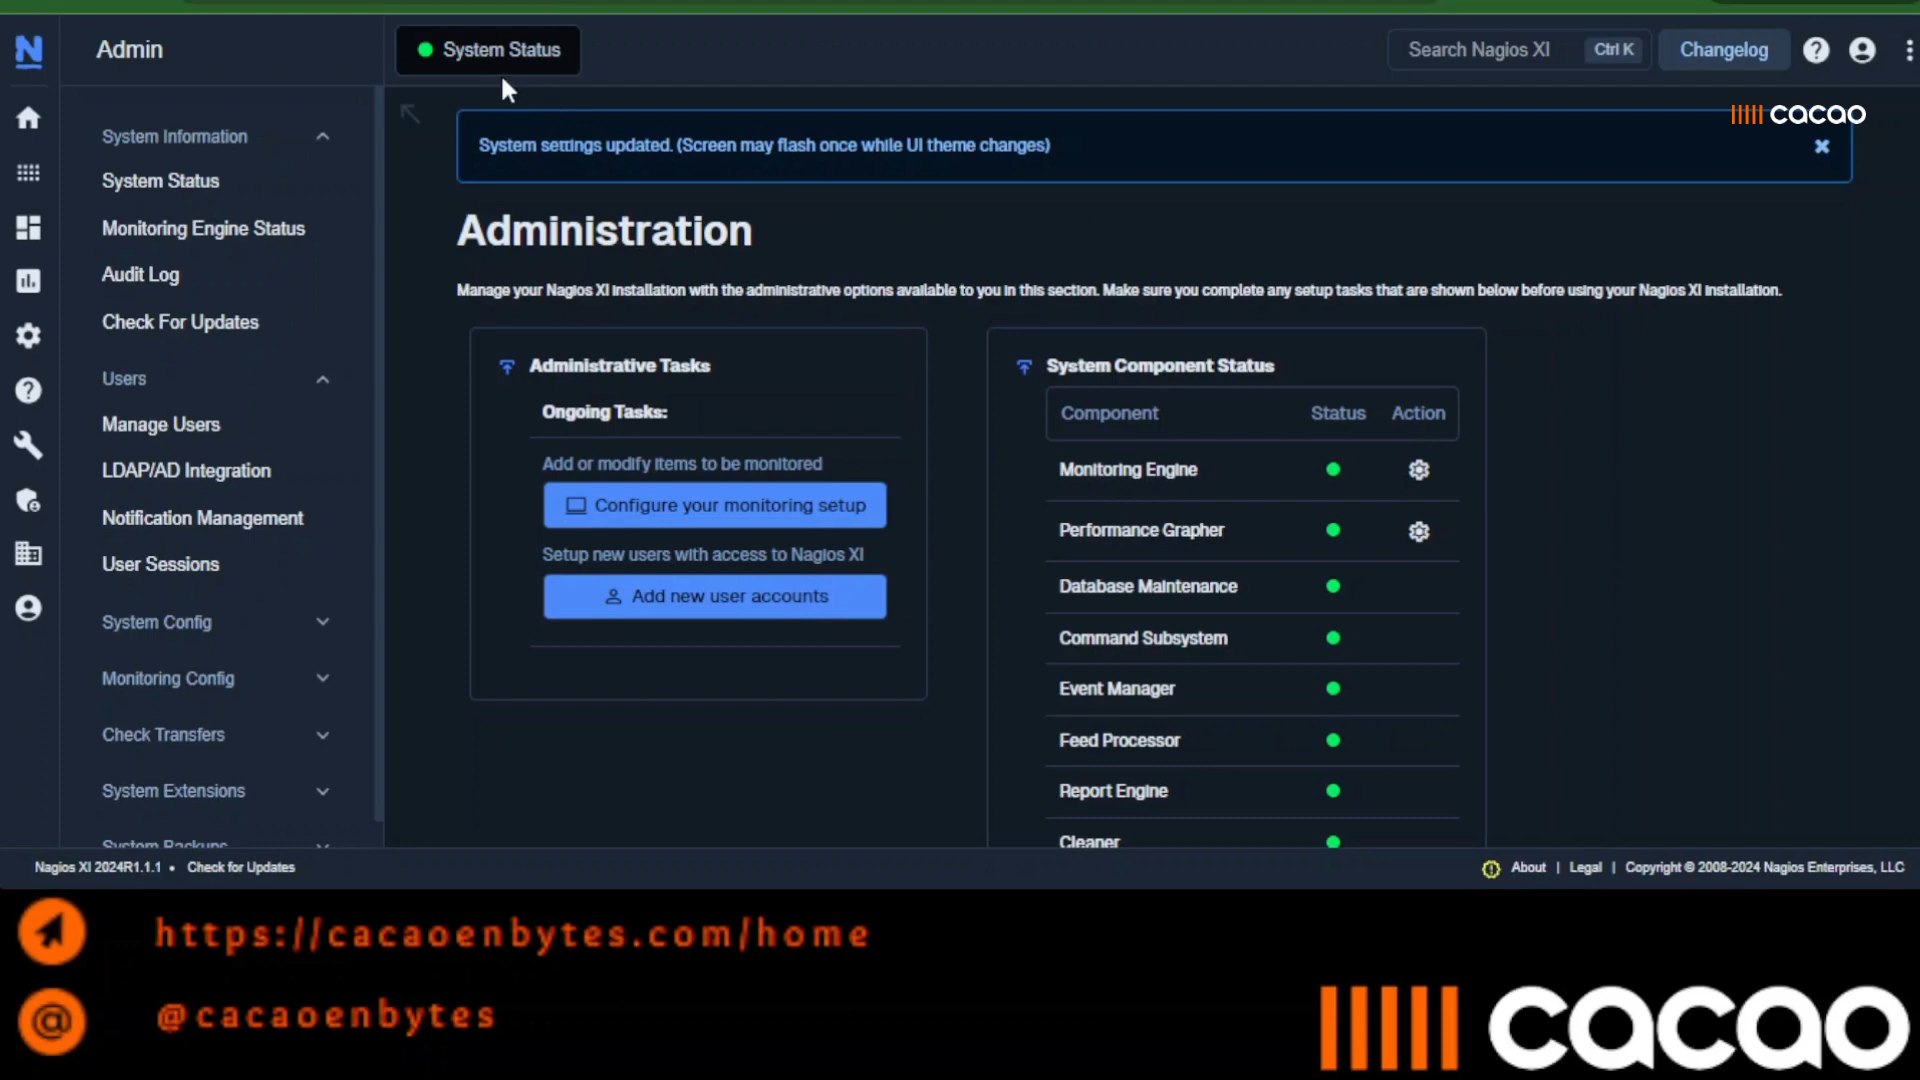 Admin
System Status
Search Nagios XI
Ctrl K
Changelog
cacao
System Information
System Status
Monitoring Engine Status
Audit Log
Check For Updates
Users
Manage Users
LDAP/AD Integration
Notification Management
User Sessions
System Config
Monitoring Config
Check Transfers
System Extensions
System Backups
System settings updated. (Screen may flash once while UI theme changes)
Administration
Manage your Nagios XI installation with the administrative options available to you in this section. Make sure you complete any setup tasks that are shown below before using your Nagios XI installation.
Administrative Tasks
Ongoing Tasks:
Add or modify items to be monitored
Configure your monitoring setup
Setup new users with access to Nagios XI
Add new user accounts
System Component Status
Component Status Action
Monitoring Engine
Performance Grapher
Database Maintenance
Command Subsystem
Event Manager
Feed Processor
Report Engine
Cleaner
Nagios XI 2024R1.1.1 • Check for Updates
About | Legal | Copyright © 2008-2024 Nagios Enterprises, LLC
https://cacaoenbytes.com/home
@cacaoenbytes
cacao